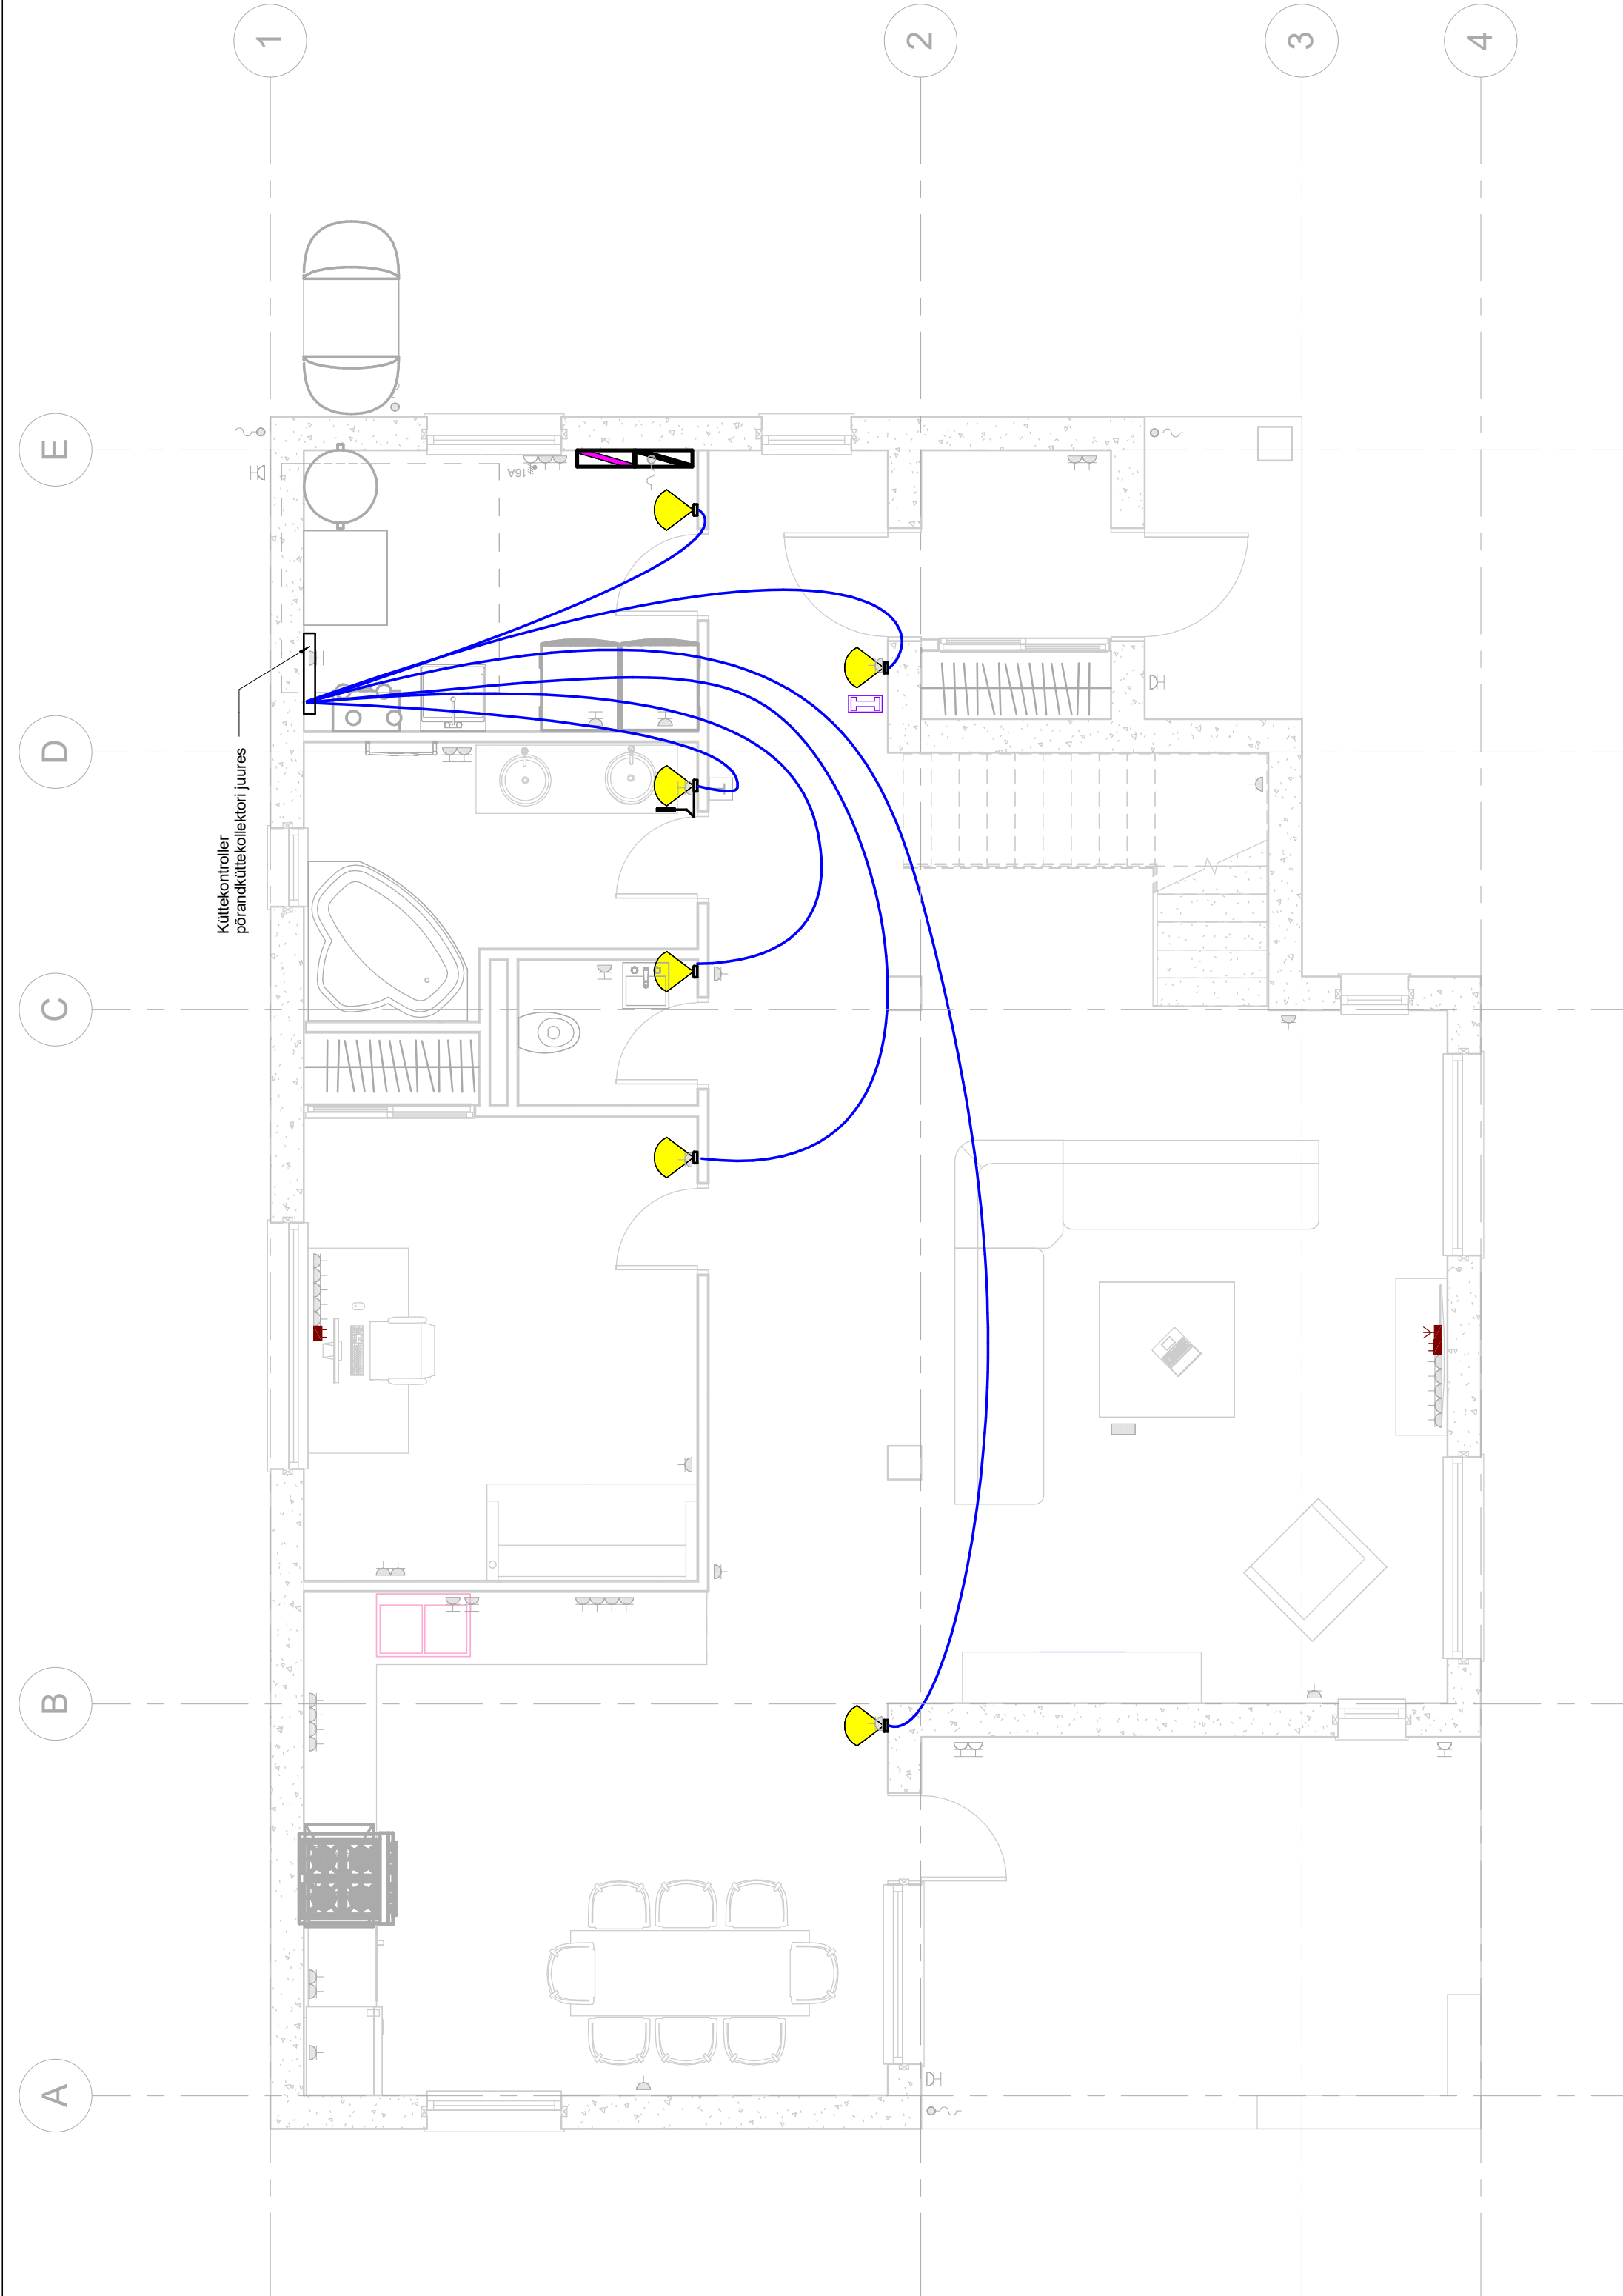 1
2
3
4
E
D
C
B
A
Küttekontroller
põrandküttekollektori juures
16A